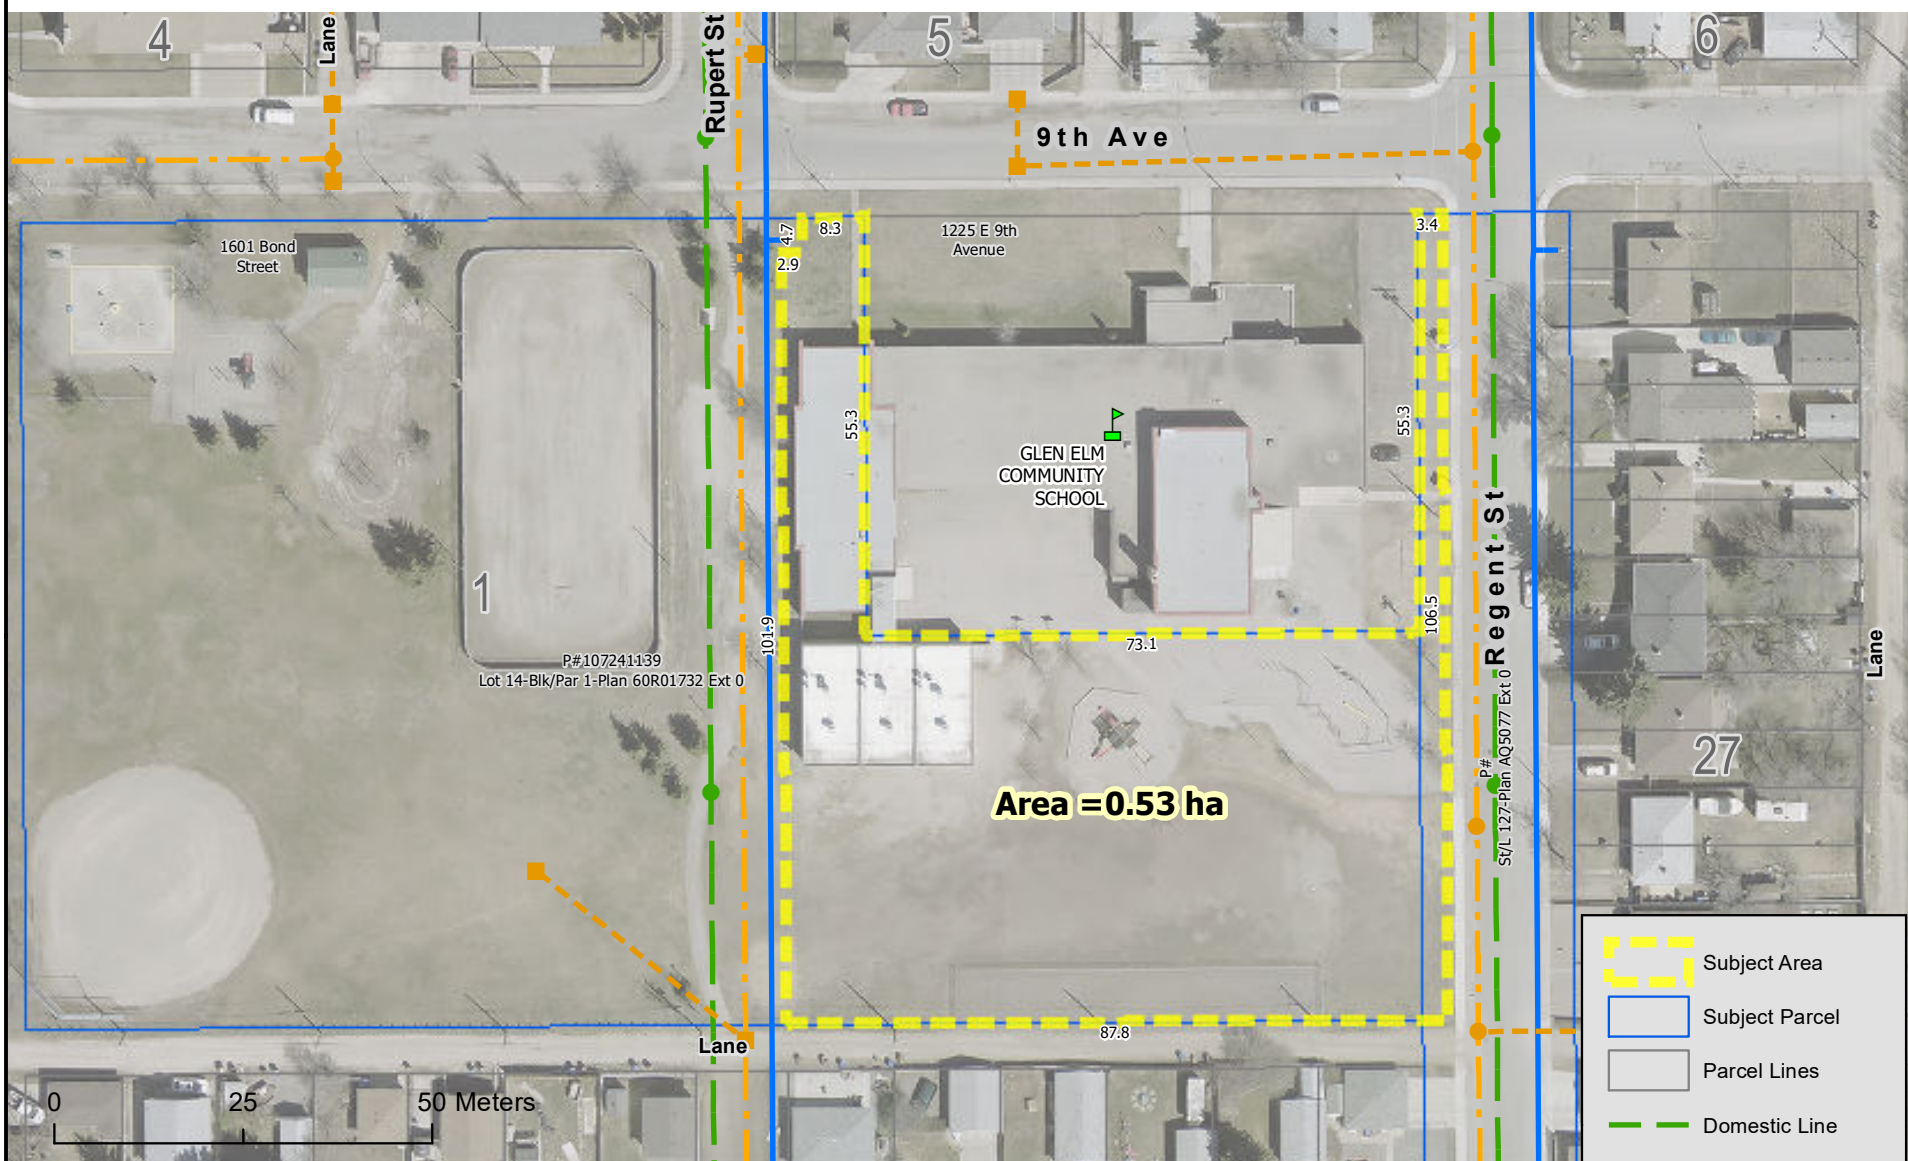 4
Lane
Rupert St
5
6
9th Ave
1601 Bond
Street
4.7
8.3
2.9
1225 E 9th
Avenue
3.4
55.3
55.3
GLEN ELM
COMMUNITY
SCHOOL
1
101.9
106.5
Regent St
73.1
P#107241139
Lot 14-Blk/Par 1-Plan 60R01732 Ext 0
Lane
P#
St/L 127-Plan AQ5077 Ext 0
27
Area =0.53 ha
87.8
Lane
0 25 50 Meters
Subject Area
Subject Parcel
Parcel Lines
Domestic Line